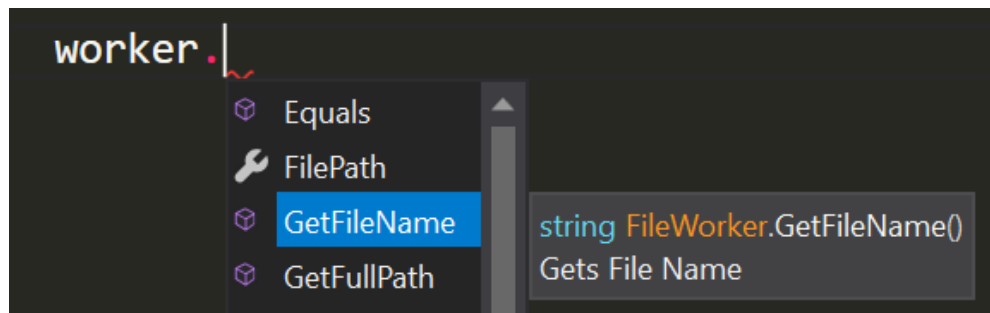 worker.
Equals
FilePath
GetFileName
GetFullPath
string FileWorker.GetFileName()
Gets File Name